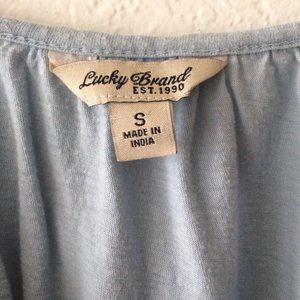 Lucky Brand
EST. 1990
S
MADE IN
INDIA